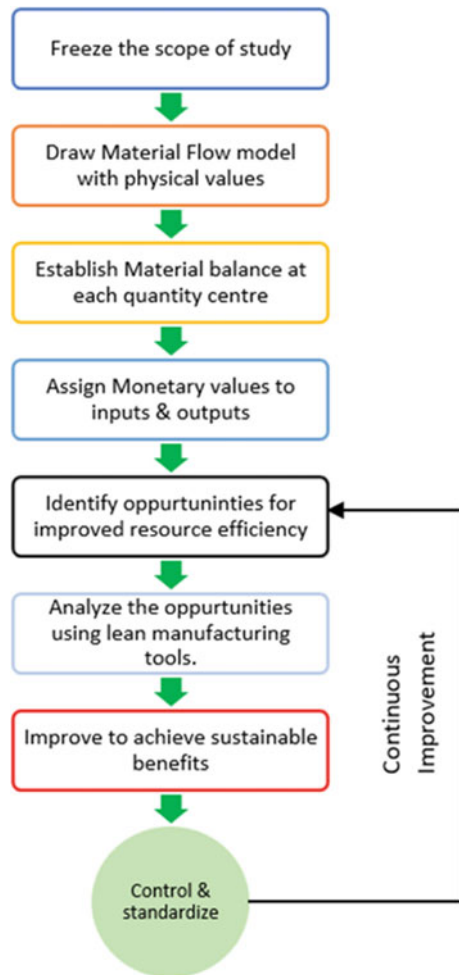 Freeze the scope of study
Draw Material Flow model
with physical values
Establish Material balance at
each quantity centre
Assign Monetary values to
inputs & outputs
Identify oppurtuninties for
improved resource efficiency
Analyze the oppurtunities
using lean manufacturing
tools.
Improve to achieve sustainable
benefits
Control &
standardize
Continuous
Improvement